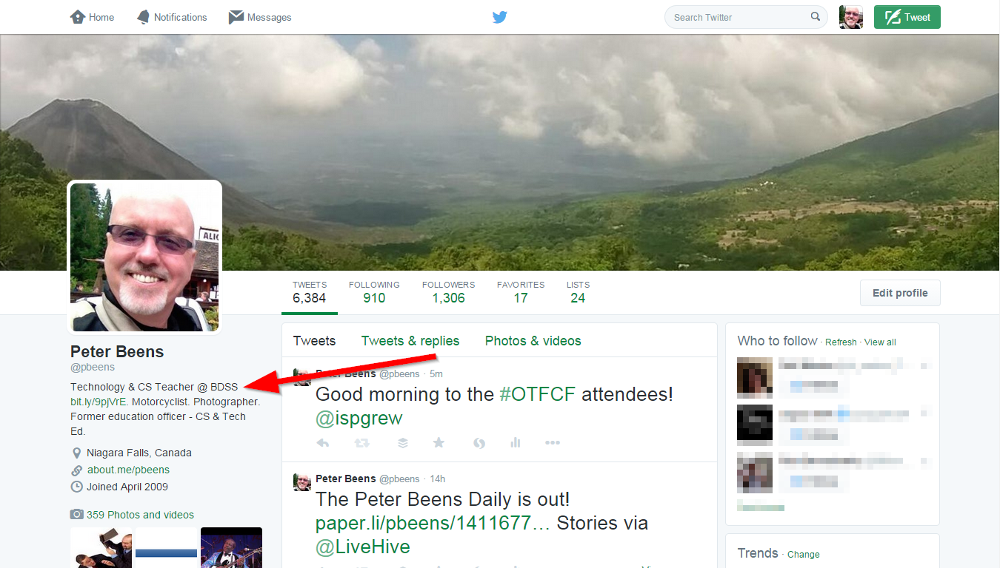 Home
Notifications
Messages
Search Twitter
Tweet
ALIC
TWEETS
6,384
FOLLOWING
910
FOLLOWERS
1,306
FAVORITES
17
LISTS
24
Edit profile
Peter Beens
@pbeens
Technology & CS Teacher @ BDSS
bit.ly/9pjVrE. Motorcyclist. Photographer.
Former education officer - CS & Tech
Ed.
Niagara Falls, Canada
about.me/pbeens
Joined April 2009
359 Photos and videos
Tweets Tweets & replies Photos & videos
Peter Beens @pbeens · 5m
Good morning to the #OTFCF attendees!
@ispgrew
Peter Beens @pbeens · 14h
The Peter Beens Daily is out!
paper.li/pbeens/1411677… Stories via
@LiveHive
Who to follow · Refresh · View all
Trends · Change